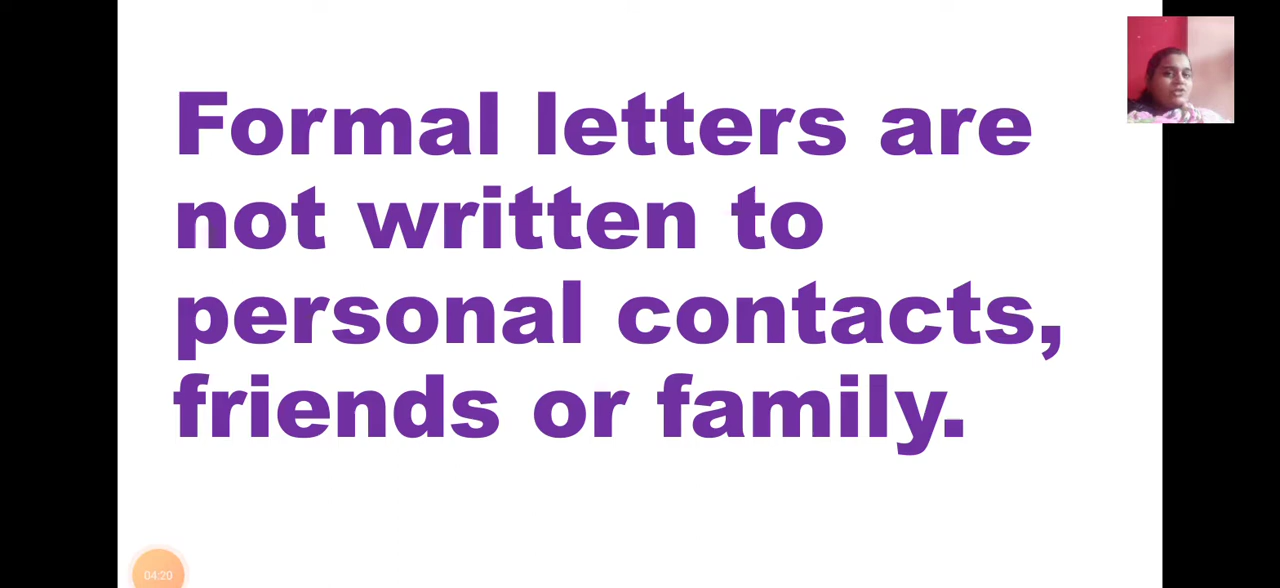 Formal letters are
not written to
personal contacts,
friends or family.
04:20